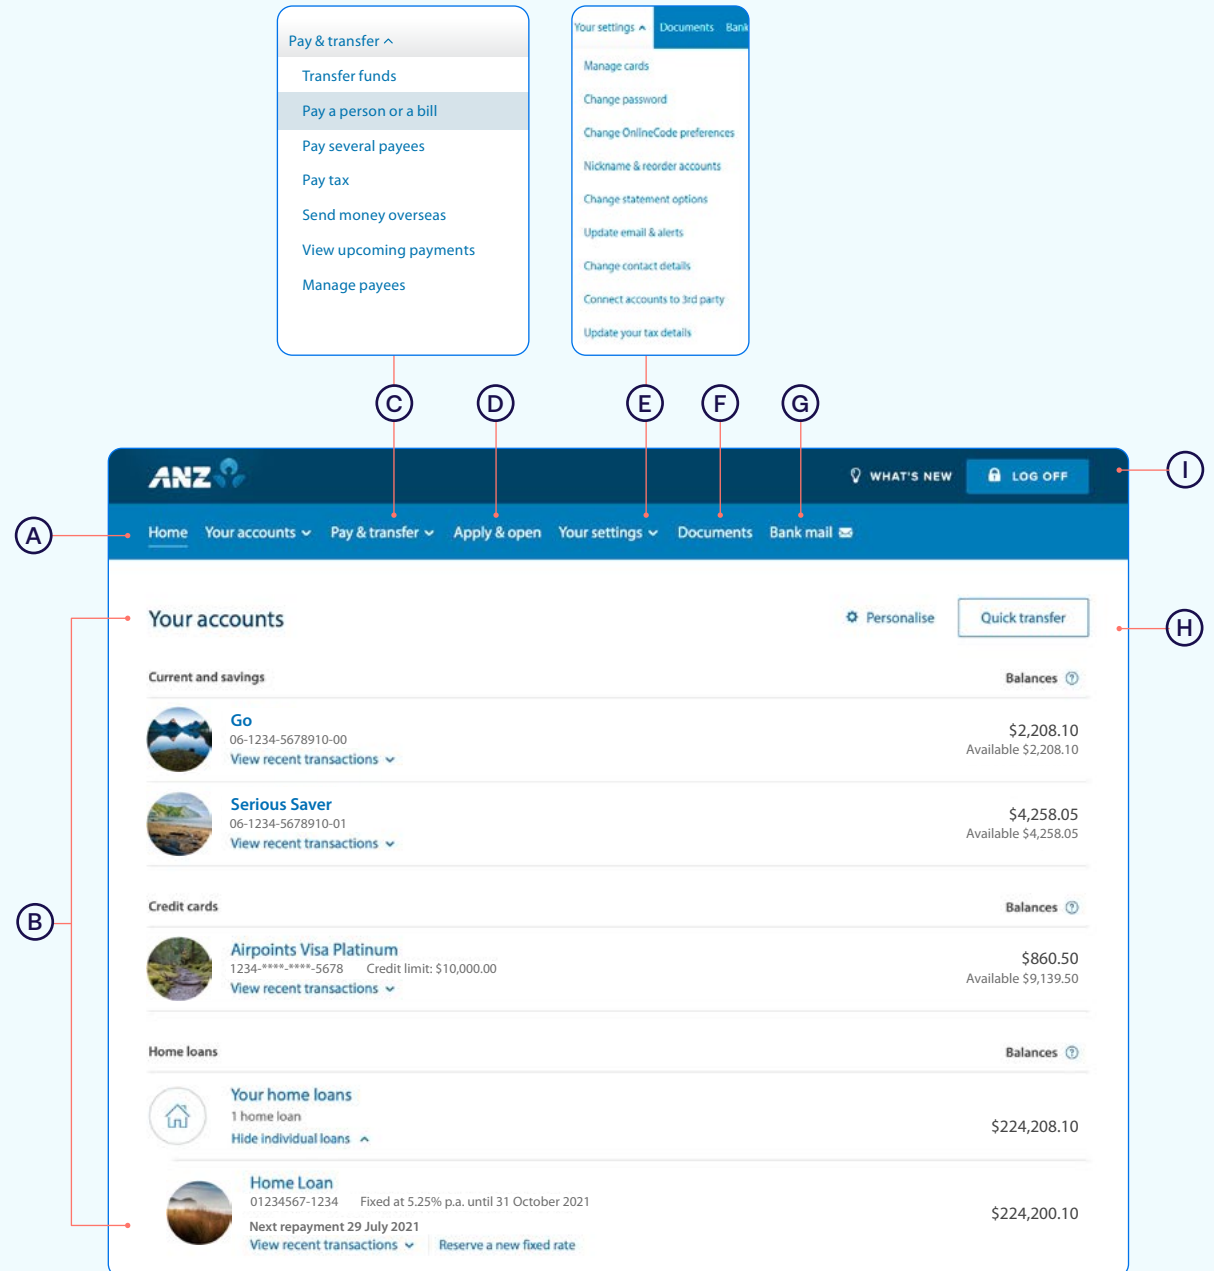 Pay & transfer
Transfer funds
Pay a person or a bill
Pay several payees
Pay tax
Send money overseas
View upcoming payments
Manage payees
Your settings Documents Bank
Manage cards
Change password
Change OnlineCode preferences
Nickname & reorder accounts
Change statement options
Update email & alerts
Change contact details
Connect accounts to 3rd party
Update your tax details
C D E F G
ANZ WHAT'S NEW LOG OFF I
A Home Your accounts Pay & transfer Apply & open Your settings Documents Bank mail
Your accounts Personalise Quick transfer H
Current and savings Balances ?
Go
06-1234-5678910-00
View recent transactions
$2,208.10
Available $2,208.10
Serious Saver
06-1234-5678910-01
View recent transactions
$4,258.05
Available $4,258.05
B
Credit cards Balances ?
Airpoints Visa Platinum
1234-****-****-5678 Credit limit: $10,000.00
View recent transactions
$860.50
Available $9,139.50
Home loans Balances ?
Your home loans
1 home loan
Hide individual loans
$224,208.10
Home Loan
01234567-1234 Fixed at 5.25% p.a. until 31 October 2021
Next repayment 29 July 2021
View recent transactions Reserve a new fixed rate
$224,200.10